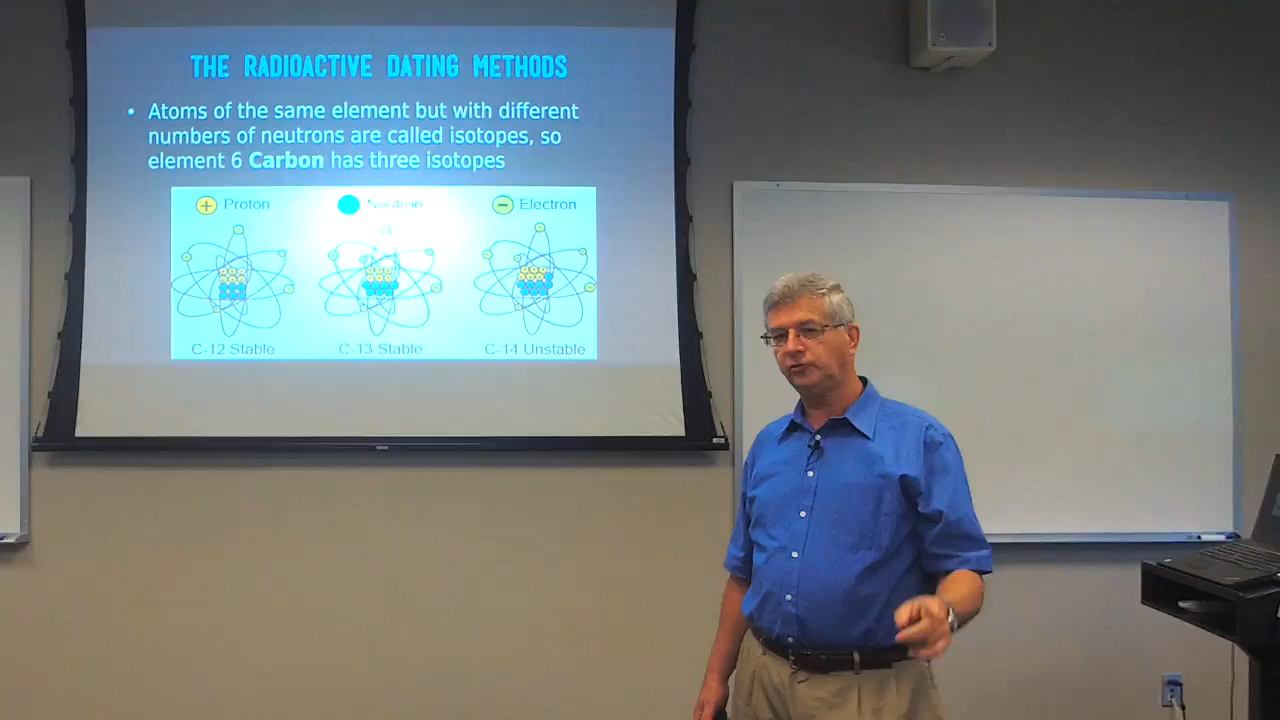 THE RADIOACTIVE DATING METHODS
• Atoms of the same element but with different
numbers of neutrons are called isotopes, so
element 6 Carbon has three isotopes
+ Proton Neutron − Electron
C-12 Stable C-13 Stable C-14 Unstable